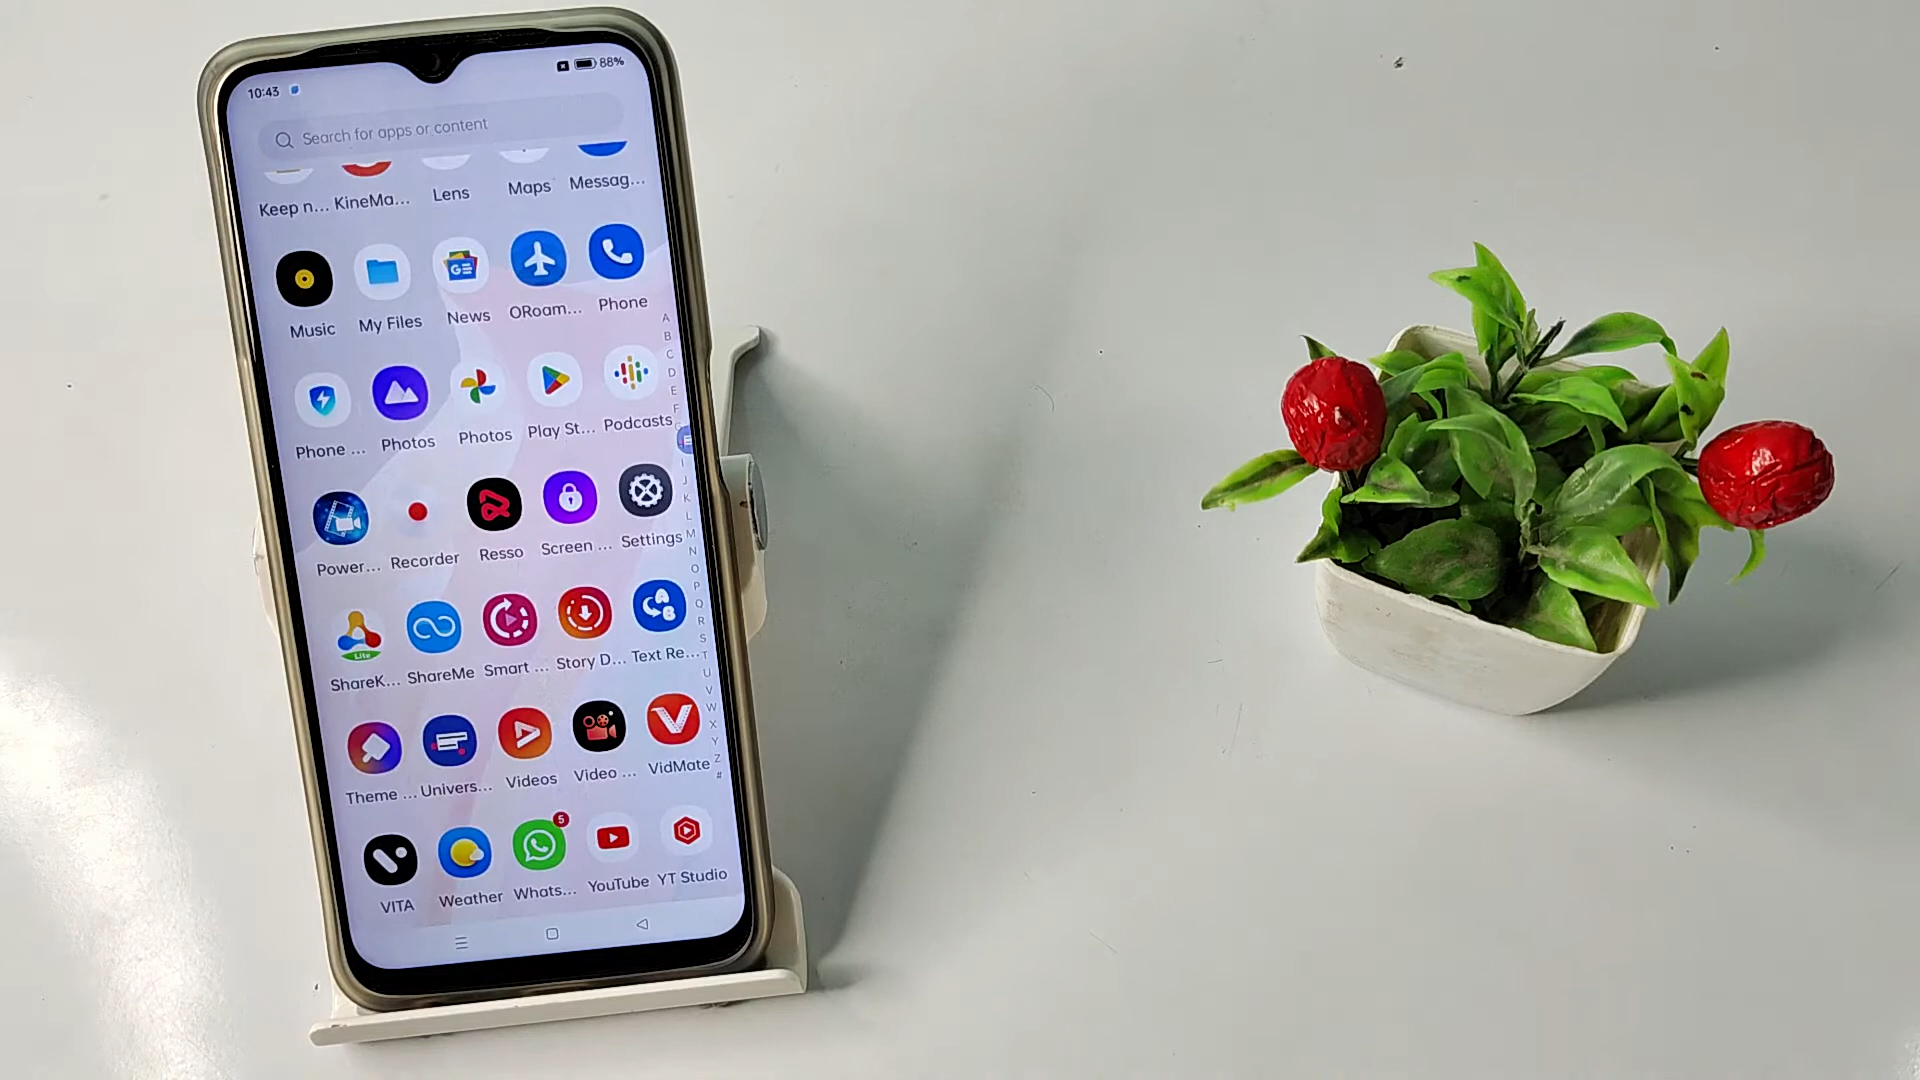 10:43 88%
Search for apps or content
Keep n... KineMa... Lens Maps Messag...
Music My Files News ORoam... Phone
Phone ... Photos Photos Play St... Podcasts
Power... Recorder Resso Screen ... Settings
Lite
ShareK... ShareMe Smart ... Story D... Text Re...
Theme ... Univers... Videos Video ... VidMate
5
VITA Weather Whats... YouTube YT Studio
A
B
C
D
E
F
I
J
K
L
M
N
O
P
Q
R
S
T
U
V
W
X
Y
Z
#